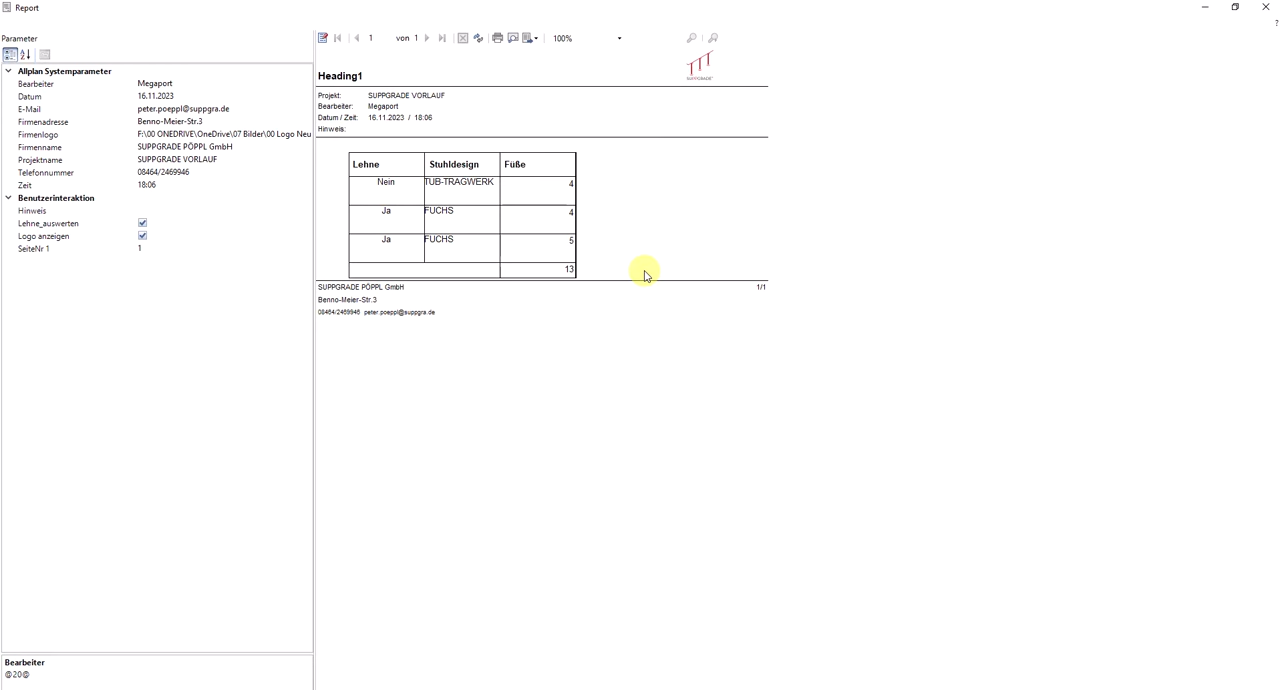 Report
?
Parameter
Allplan Systemparameter
Bearbeiter Megaport
Datum 16.11.2023
E-Mail peter.poeppl@suppgra.de
Firmenadresse Benno-Meier-Str.3
Firmenlogo F:\00 ONEDRIVE\OneDrive\07 Bilder\00 Logo Neu
Firmenname SUPPGRADE PÖPPL GmbH
Projektname SUPPGRADE VORLAUF
Telefonnummer 08464/2469946
Zeit 18:06
Benutzerinteraktion
Hinweis
Lehne_auswerten
Logo anzeigen
SeiteNr 1 1
Bearbeiter
@20@
1 von 1 100%
SUPPGRADE
Heading1
Projekt: SUPPGRADE VORLAUF
Bearbeiter: Megaport
Datum / Zeit: 16.11.2023 / 18:06
Hinweis:
Lehne Stuhldesign Füße
Nein TUB-TRAGWERK 4
Ja FUCHS 4
Ja FUCHS 5
13
SUPPGRADE PÖPPL GmbH 1/1
Benno-Meier-Str.3
08464/2469946 peter.poeppl@suppgra.de